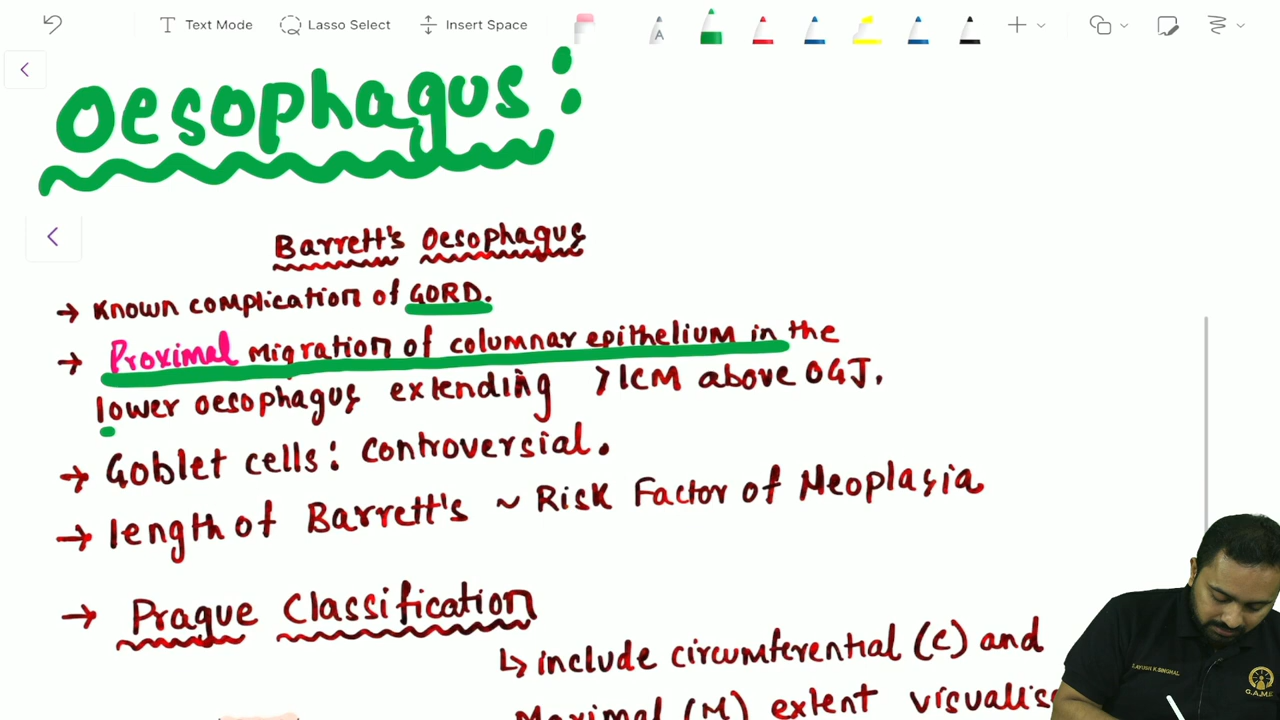 Text Mode Lasso Select Insert Space
A
Oesophagus:
Barrett's Oesophagus
→ Known complication of GORD.
→ Proximal migration of columnar epithelium in the
lower oesophagus extending >1CM above OGJ.
→ Goblet cells: controversial.
→ length of Barrett's ~ Risk Factor of Neoplasia
→ Prague Classification
↳ include circumferential (C) and
Maximal (M) extent visualis
G.A.M.E